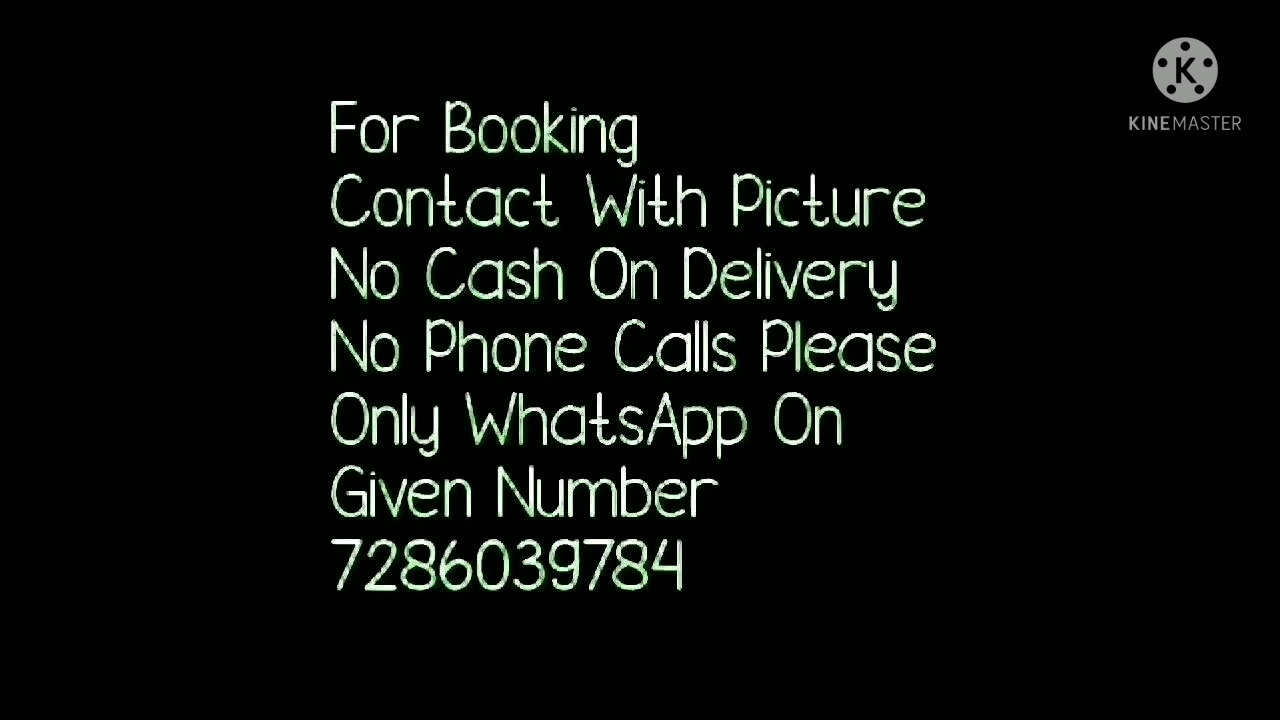 For Booking
Contact With Picture
No Cash On Delivery
No Phone Calls Please
Only WhatsApp On
Given Number
7286039784
K
KINEMASTER